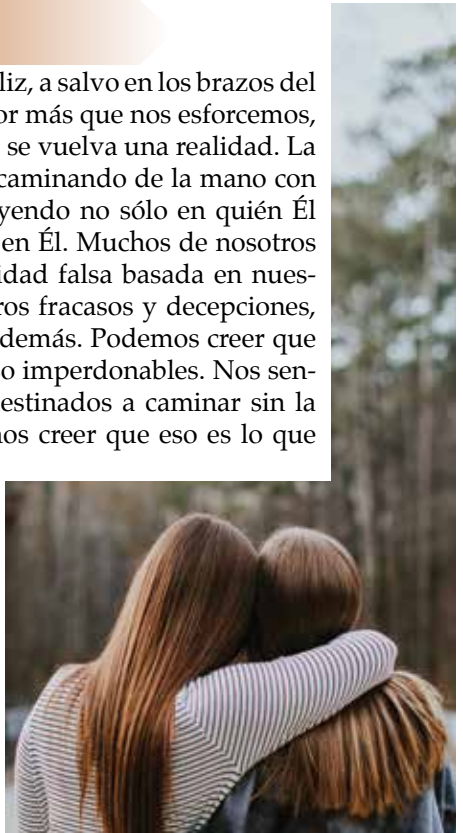 liz, a salvo en los brazos del
or más que nos esforcemos,
se vuelva una realidad. La
caminando de la mano con
yendo no sólo en quién Él
en Él. Muchos de nosotros
idad falsa basada en nues-
ros fracasos y decepciones,
demás. Podemos creer que
o imperdonables. Nos sen-
estinados a caminar sin la
nos creer que eso es lo que